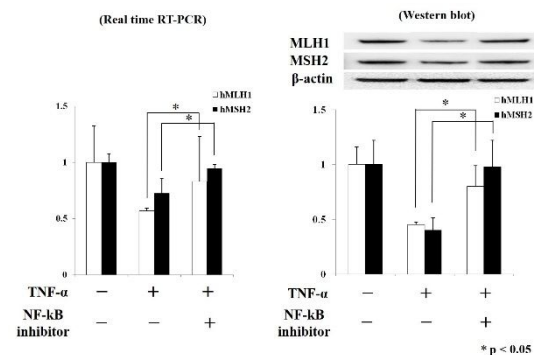 (Real time RT-PCR)
1.5
1
0.5
0
□hMLH1
■hMSH2
*
*
TNF-α − + +
NF-kB inhibitor − − +
(Western blot)
MLH1
MSH2
β-actin
1.5
1
0.5
0
□hMLH1
■hMSH2
*
*
TNF-α − + +
NF-kB inhibitor − − +
* p < 0.05